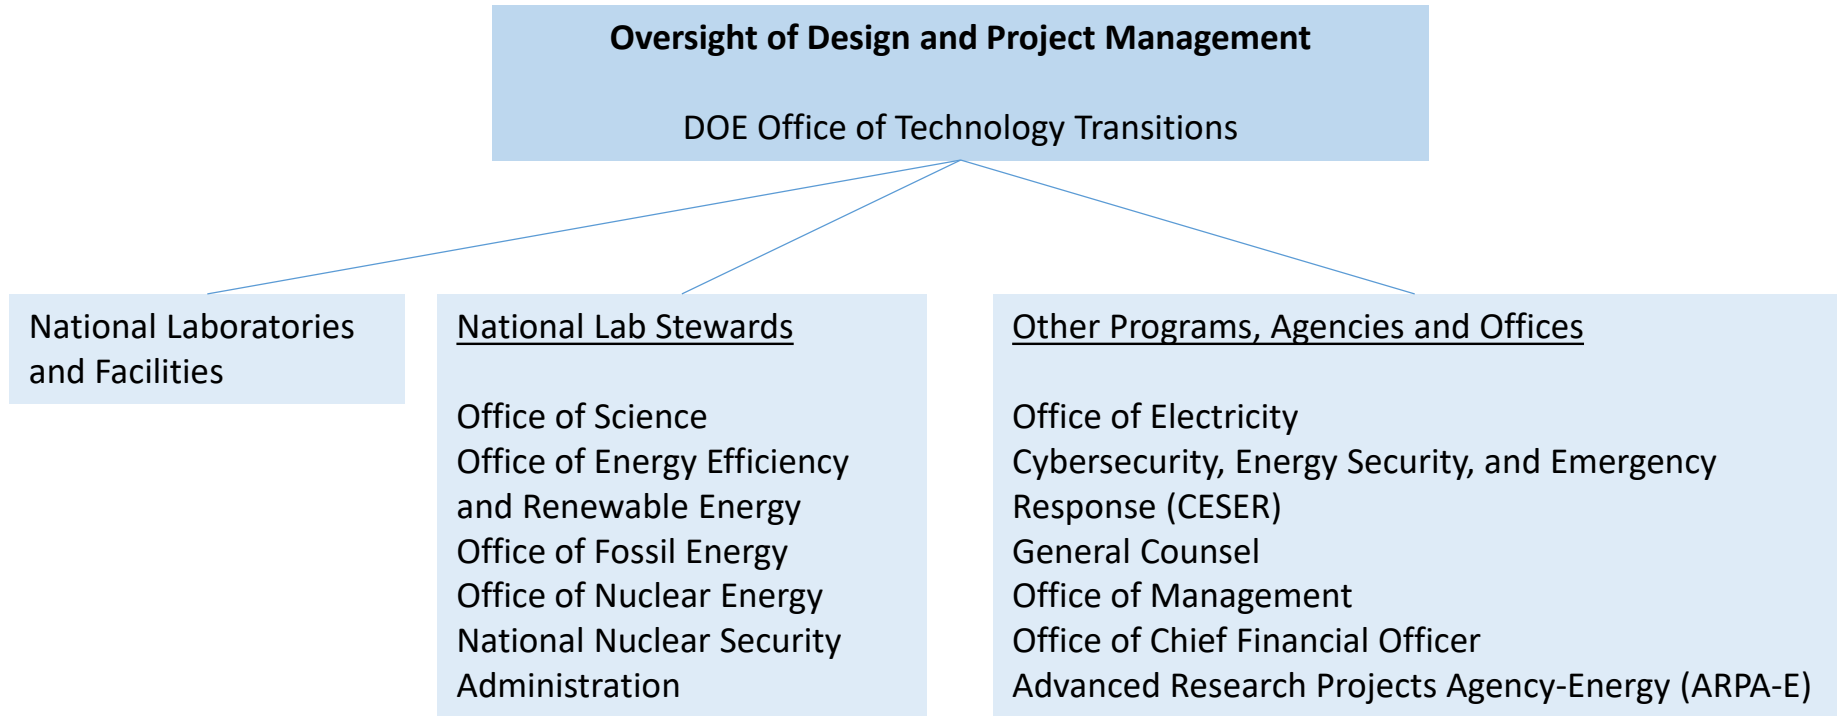 Oversight of Design and Project Management
DOE Office of Technology Transitions
National Laboratories
and Facilities
National Lab Stewards
Office of Science
Office of Energy Efficiency
and Renewable Energy
Office of Fossil Energy
Office of Nuclear Energy
National Nuclear Security
Administration
Other Programs, Agencies and Offices
Office of Electricity
Cybersecurity, Energy Security, and Emergency
Response (CESER)
General Counsel
Office of Management
Office of Chief Financial Officer
Advanced Research Projects Agency-Energy (ARPA-E)